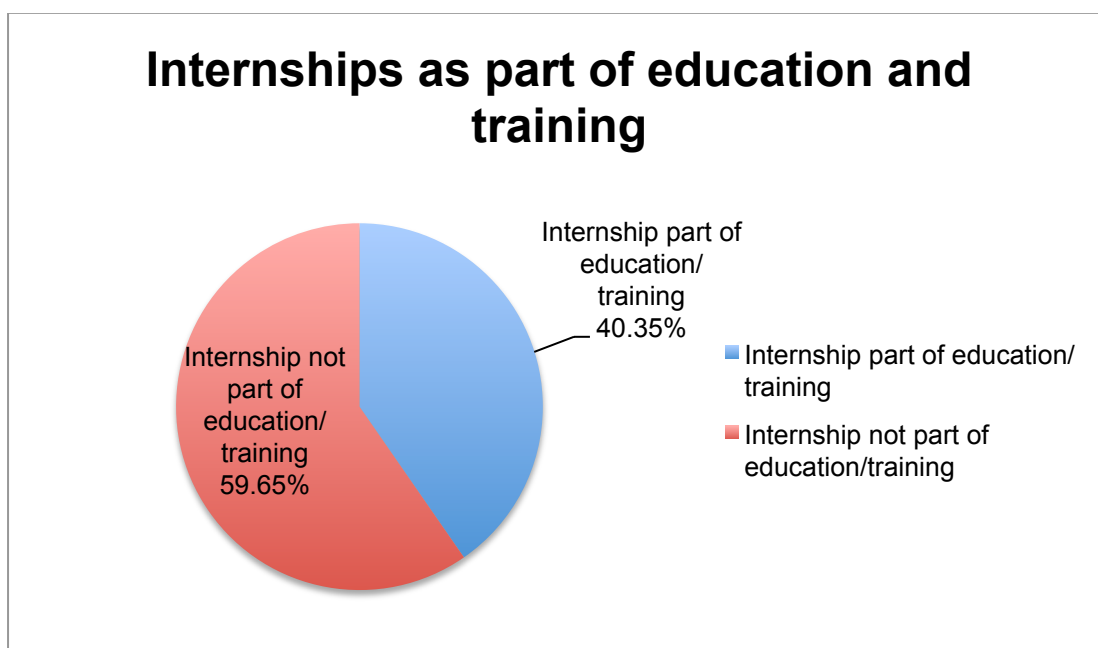 Internships as part of education and
training
Internship part of
education/
training
40.35%
Internship not
part of
education/
training
59.65%
Internship part of education/
training
Internship not part of
education/training